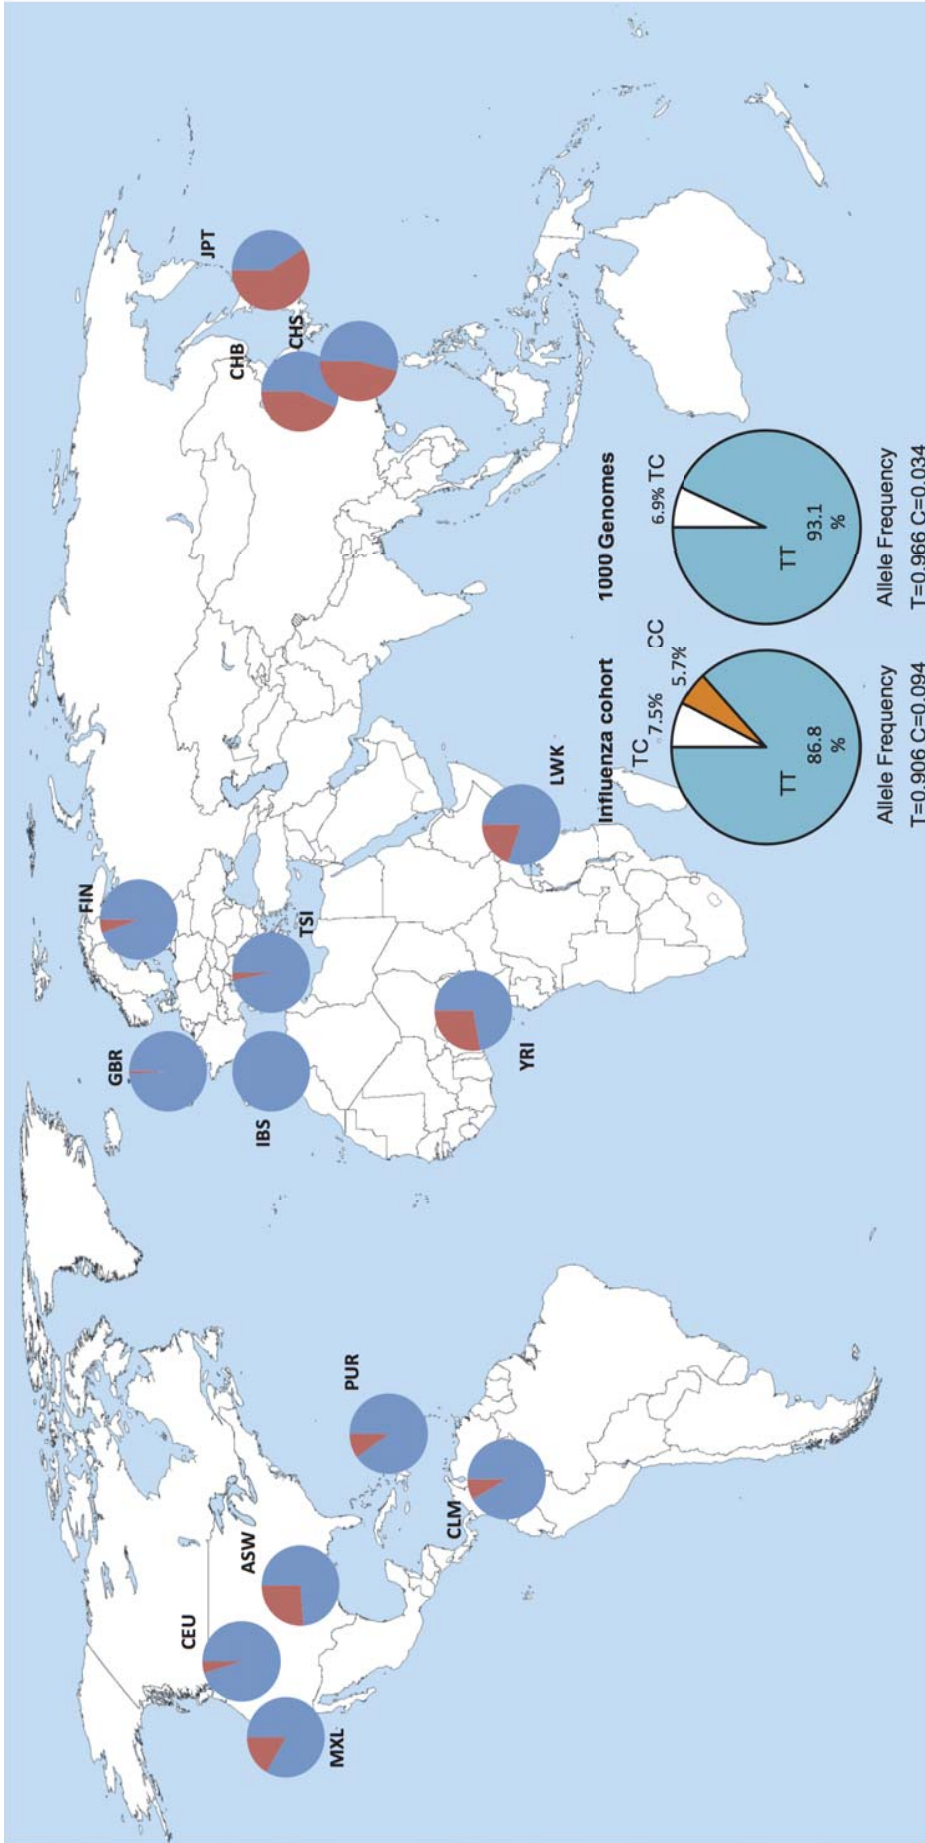 JPT
CHB
CHS
FIN
GBR
TSI
IBS
LWK
YRI
PUR
CLM
ASW
CEU
MXL
Influenza cohort
TC
7.5%
CC
5.7%
TT
86.8
%
Allele Frequency
T=0.906 C=0.094
1000 Genomes
6.9% TC
TT
93.1
%
Allele Frequency
T=0.966 C=0.034